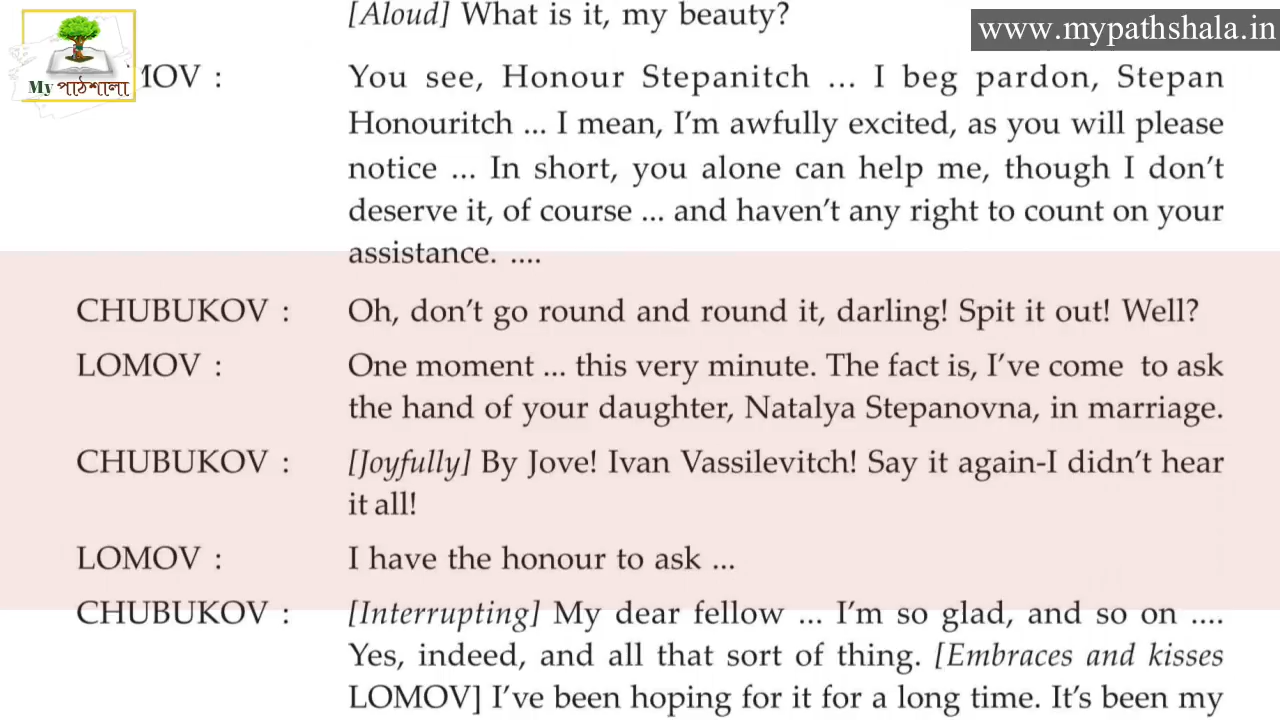 [Aloud] What is it, my beauty?
www.mypathshala.in
My পাঠশালা
MOV : You see, Honour Stepanitch ... I beg pardon, Stepan
Honouritch ... I mean, I'm awfully excited, as you will please
notice ... In short, you alone can help me, though I don't
deserve it, of course ... and haven't any right to count on your
assistance. ....
CHUBUKOV : Oh, don't go round and round it, darling! Spit it out! Well?
LOMOV : One moment ... this very minute. The fact is, I've come to ask
the hand of your daughter, Natalya Stepanovna, in marriage.
CHUBUKOV : [Joyfully] By Jove! Ivan Vassilevitch! Say it again-I didn't hear
it all!
LOMOV : I have the honour to ask ...
CHUBUKOV : [Interrupting] My dear fellow ... I'm so glad, and so on ....
Yes, indeed, and all that sort of thing. [Embraces and kisses
LOMOV] I've been hoping for it for a long time. It's been my